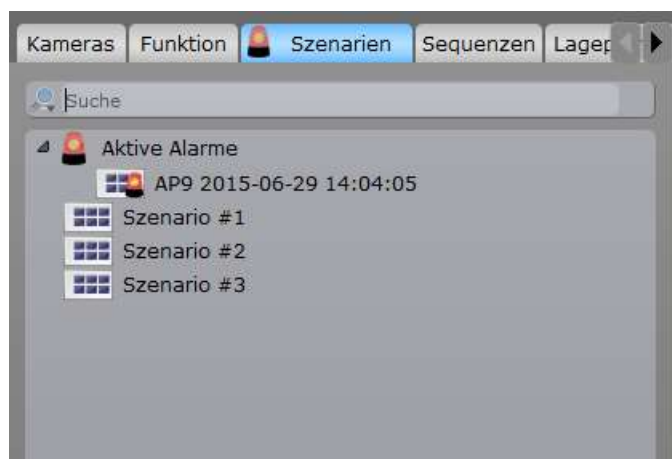 Kameras Funktion Szenarien Sequenzen
Suche
Aktive Alarme
AP9 2015-06-29 14:04:05
Szenario #1
Szenario #2
Szenario #3